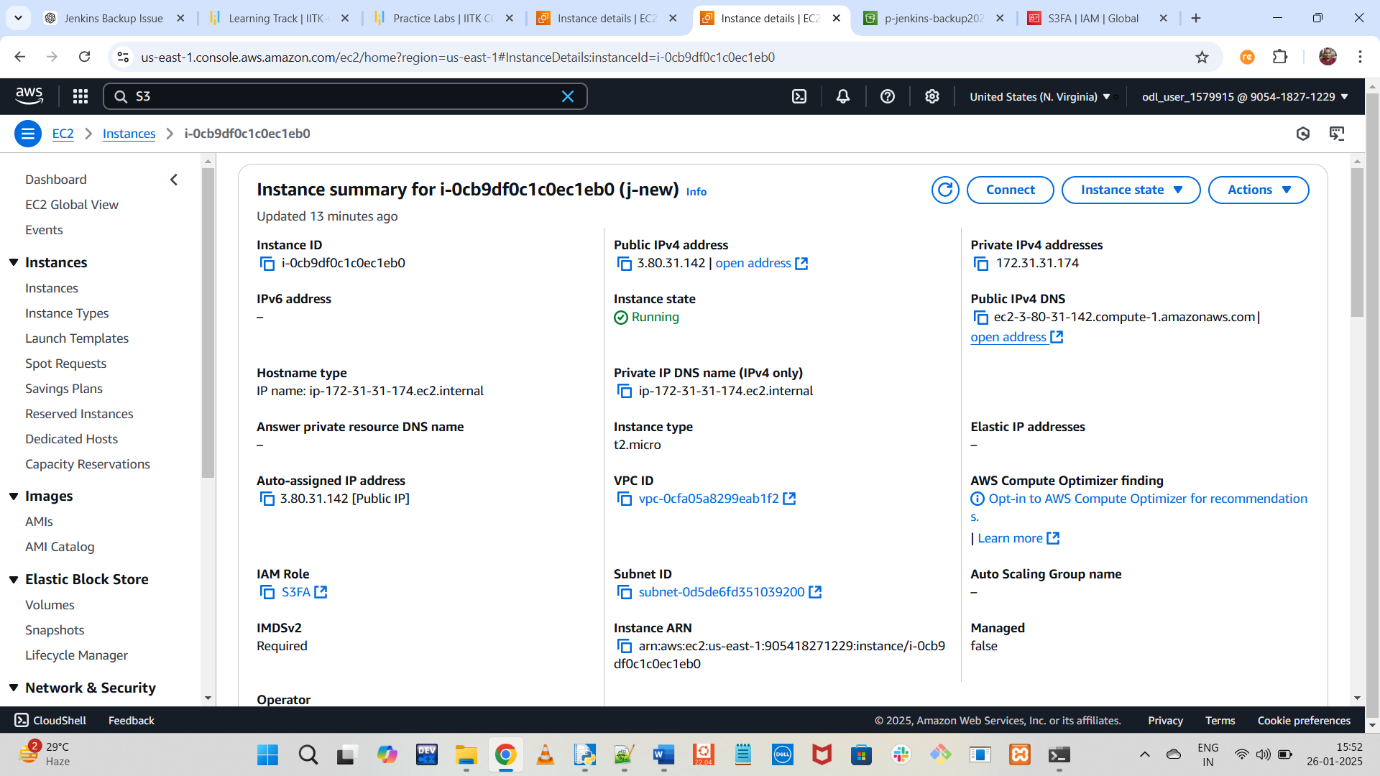 Jenkins Backup Issue
Learning Track | IITK-
Practice Labs | IITK CC
Instance details | EC2
Instance details | EC2
p-jenkins-backup202
S3FA | IAM | Global
us-east-1.console.aws.amazon.com/ec2/home?region=us-east-1#InstanceDetails:instanceId=i-0cb9df0c1c0ec1eb0
re
aws
S3
United States (N. Virginia)
odl_user_1579915 @ 9054-1827-1229
EC2 > Instances > i-0cb9df0c1c0ec1eb0
Dashboard
EC2 Global View
Events
Instances
Instances
Instance Types
Launch Templates
Spot Requests
Savings Plans
Reserved Instances
Dedicated Hosts
Capacity Reservations
Images
AMIs
AMI Catalog
Elastic Block Store
Volumes
Snapshots
Lifecycle Manager
Network & Security
Instance summary for i-0cb9df0c1c0ec1eb0 (j-new) Info
Updated 13 minutes ago
Connect
Instance state
Actions
Instance ID
i-0cb9df0c1c0ec1eb0
Public IPv4 address
3.80.31.142 | open address
Private IPv4 addresses
172.31.31.174
IPv6 address
–
Instance state
Running
Public IPv4 DNS
ec2-3-80-31-142.compute-1.amazonaws.com |
open address
Hostname type
IP name: ip-172-31-31-174.ec2.internal
Private IP DNS name (IPv4 only)
ip-172-31-31-174.ec2.internal
Answer private resource DNS name
–
Instance type
t2.micro
Elastic IP addresses
–
Auto-assigned IP address
3.80.31.142 [Public IP]
VPC ID
vpc-0cfa05a8299eab1f2
AWS Compute Optimizer finding
Opt-in to AWS Compute Optimizer for recommendation
s.
| Learn more
IAM Role
S3FA
Subnet ID
subnet-0d5de6fd351039200
Auto Scaling Group name
–
IMDSv2
Required
Instance ARN
arn:aws:ec2:us-east-1:905418271229:instance/i-0cb9
df0c1c0ec1eb0
Managed
false
Operator
CloudShell
Feedback
© 2025, Amazon Web Services, Inc. or its affiliates.
Privacy
Terms
Cookie preferences
2
29°C
Haze
DEV
22.04
DELL
ENG
IN
15:52
26-01-2025